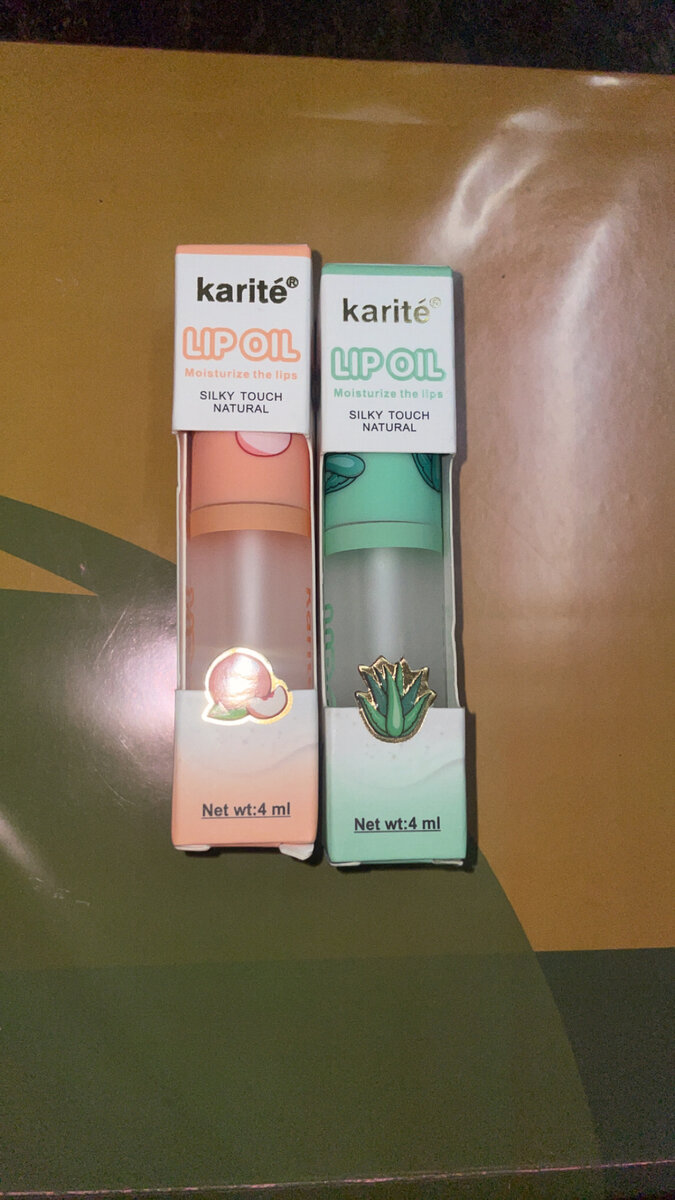 karité®
LIP OIL
Moisturize the lips
SILKY TOUCH
NATURAL
Net wt:4 ml
karité®
LIP OIL
Moisturize the lips
SILKY TOUCH
NATURAL
Net wt:4 ml